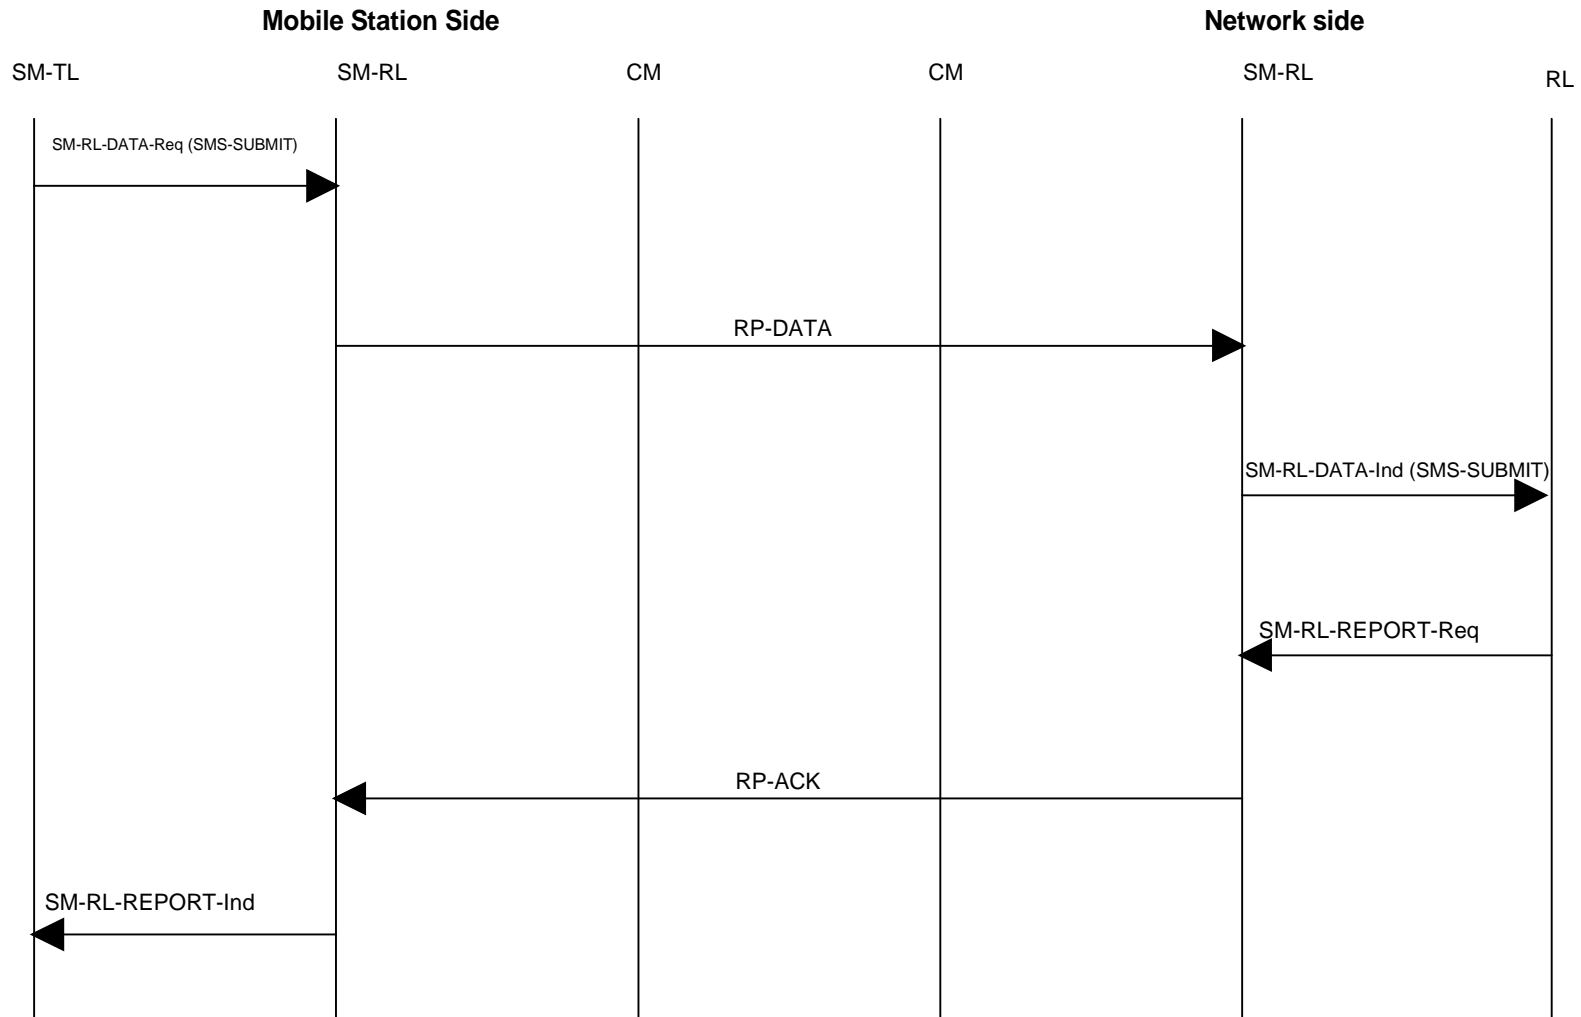 Mobile Station Side
Network side
SM-TL
SM-RL
CM
CM
SM-RL
RL
SM-RL-DATA-Req (SMS-SUBMIT)
RP-DATA
SM-RL-DATA-Ind (SMS-SUBMIT)
SM-RL-REPORT-Req
RP-ACK
SM-RL-REPORT-Ind